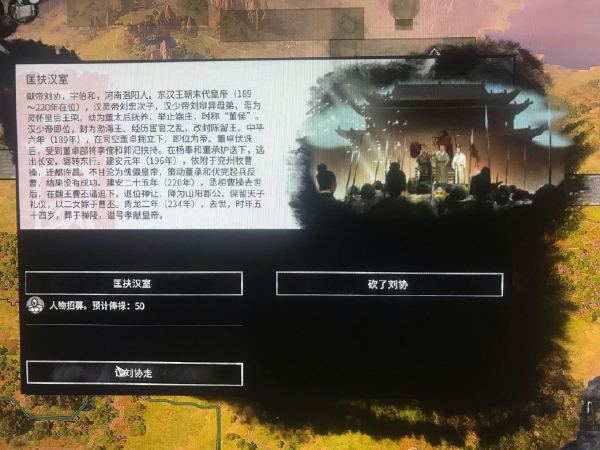 匡扶汉室
献帝刘协，字伯和，河南洛阳人。东汉王朝末代皇帝（189
～220年在位），汉灵帝刘宏次子，汉少帝刘辩异母弟，母为
灵怀皇后王荣。幼为董太后抚养，举止端庄，时称“董侯”。
汉少帝即位，封为渤海王，经历宦官之乱，改封陈留王。中平
六年（189年），在司空董卓拥立下，即位为帝。董卓伏诛
后，受到董卓部将李傕和郭汜挟持。在杨奉和董承护送下，逃
出长安，辗转东行。建安元年（196年），依附于兖州牧曹
操，迁都许昌。不甘沦为傀儡皇帝，策动董承和伏完起兵反
曹，结果没有成功。建安二十五年（220年），丞相曹操去世
后，在魏王曹丕逼迫下，退位禅让，降为山阳郡公，保留天子
礼仪，以二女嫁于曹丕。青龙二年（234年），去世，时年五
十四岁，葬于禅陵，谥号孝献皇帝。
匡扶汉室
砍了刘协
人物招募。预计俸禄：50
让刘协走